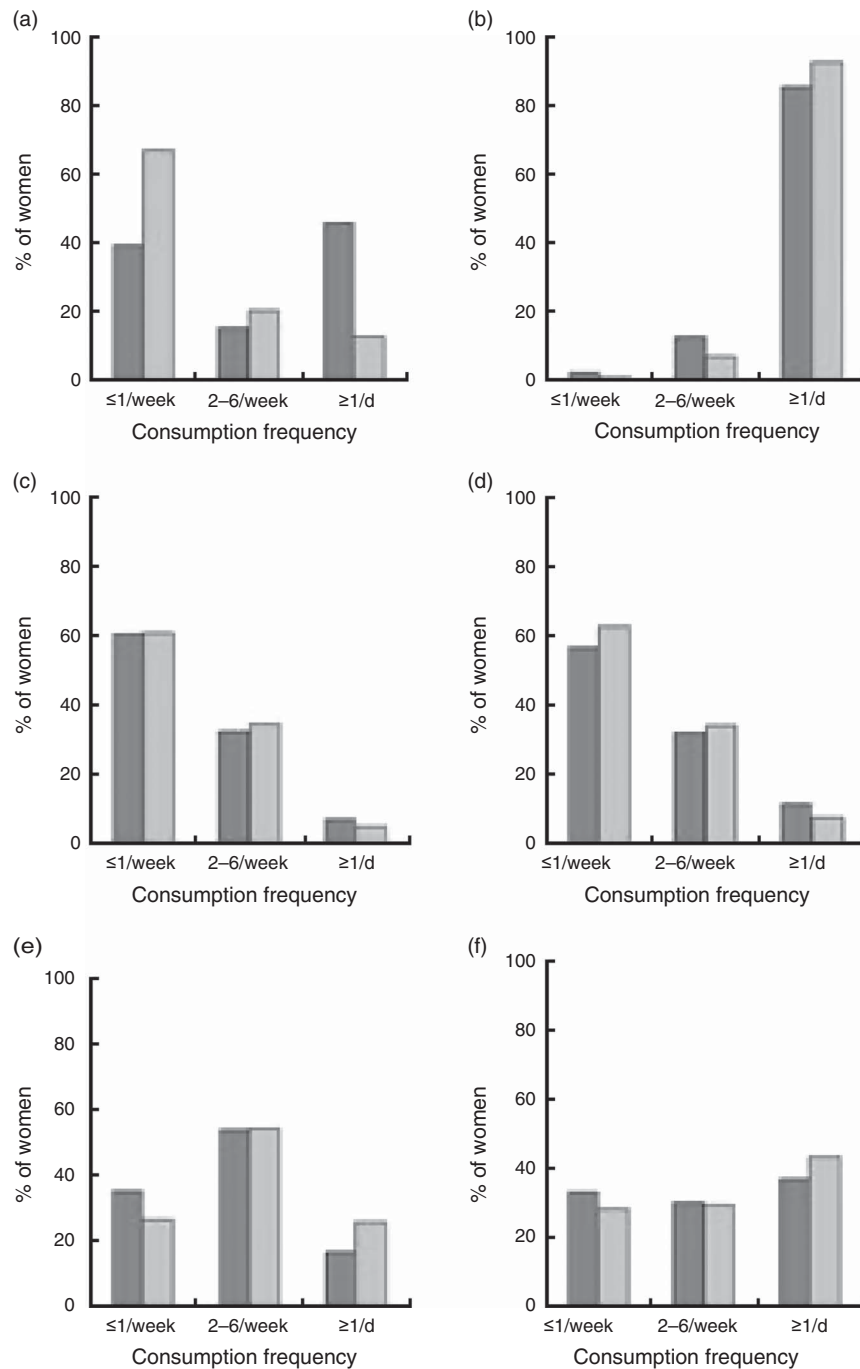 (a)
100
80
60
40
20
0
% of women
≤1/week 2–6/week ≥1/d
Consumption frequency
(b)
100
80
60
40
20
0
% of women
≤1/week 2–6/week ≥1/d
Consumption frequency
(c)
100
80
60
40
20
0
% of women
≤1/week 2–6/week ≥1/d
Consumption frequency
(d)
100
80
60
40
20
0
% of women
≤1/week 2–6/week ≥1/d
Consumption frequency
(e)
100
80
60
40
20
0
% of women
≤1/week 2–6/week ≥1/d
Consumption frequency
(f)
100
80
60
40
20
0
% of women
≤1/week 2–6/week ≥1/d
Consumption frequency